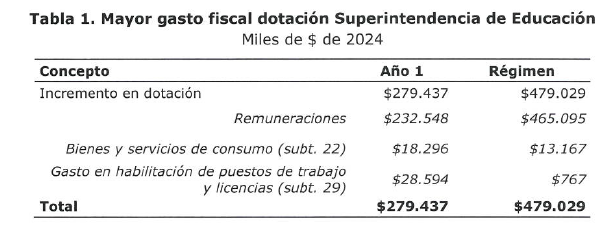 Tabla 1. Mayor gasto fiscal dotación Superintendencia de Educación
Miles de $ de 2024
Concepto Año 1 Régimen
Incremento en dotación $279.437 $479.029
Remuneraciones $232.548 $465.095
Bienes y servicios de consumo (subt. 22) $18.296 $13.167
Gasto en habilitación de puestos de trabajo
y licencias (subt. 29) $28.594 $767
Total $279.437 $479.029